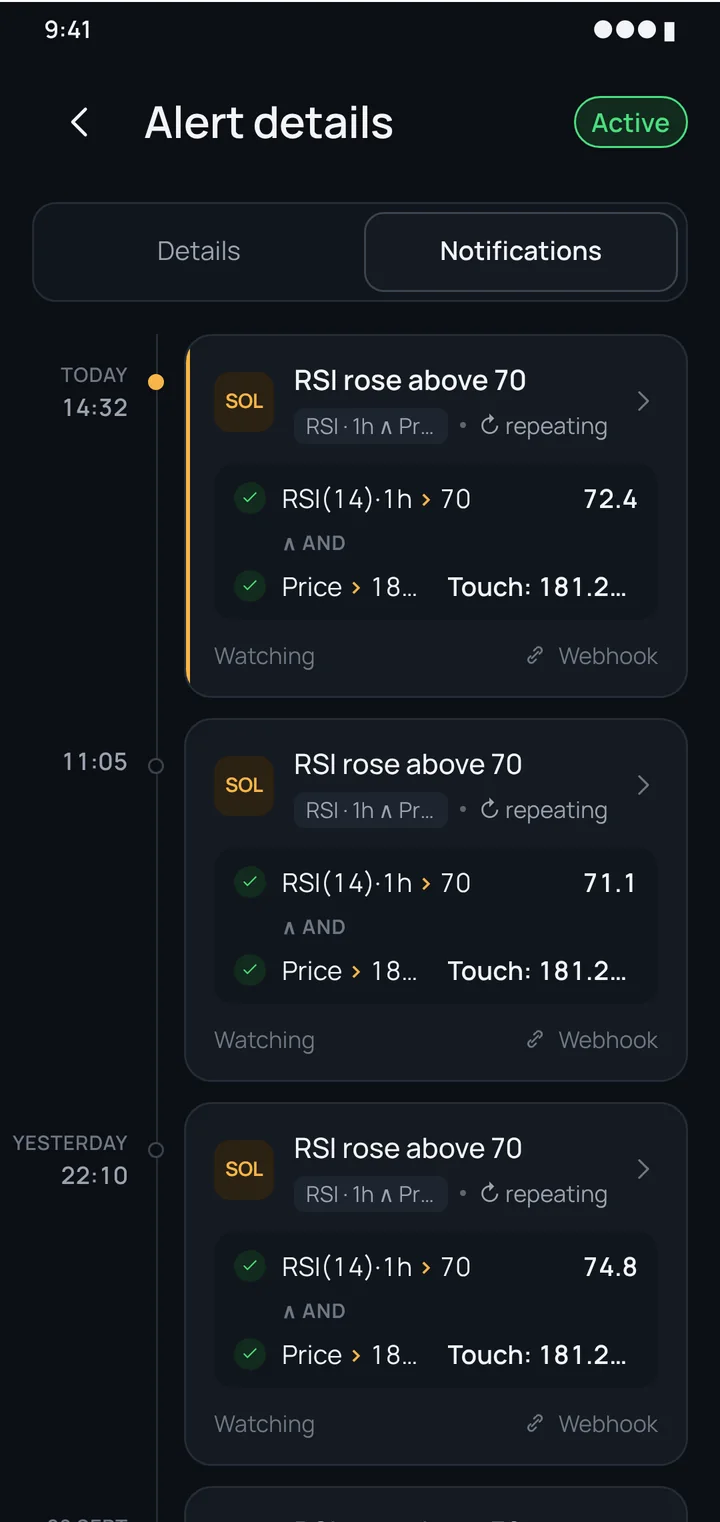 9:41
Alert details
Active
Details
Notifications
TODAY
14:32
SOL
RSI rose above 70
RSI · 1h ∧ Pr... • ↻ repeating
RSI(14)·1h > 70 72.4
∧ AND
Price > 18... Touch: 181.2...
Watching
Webhook
11:05
SOL
RSI rose above 70
RSI · 1h ∧ Pr... • ↻ repeating
RSI(14)·1h > 70 71.1
∧ AND
Price > 18... Touch: 181.2...
Watching
Webhook
YESTERDAY
22:10
SOL
RSI rose above 70
RSI · 1h ∧ Pr... • ↻ repeating
RSI(14)·1h > 70 74.8
∧ AND
Price > 18... Touch: 181.2...
Watching
Webhook